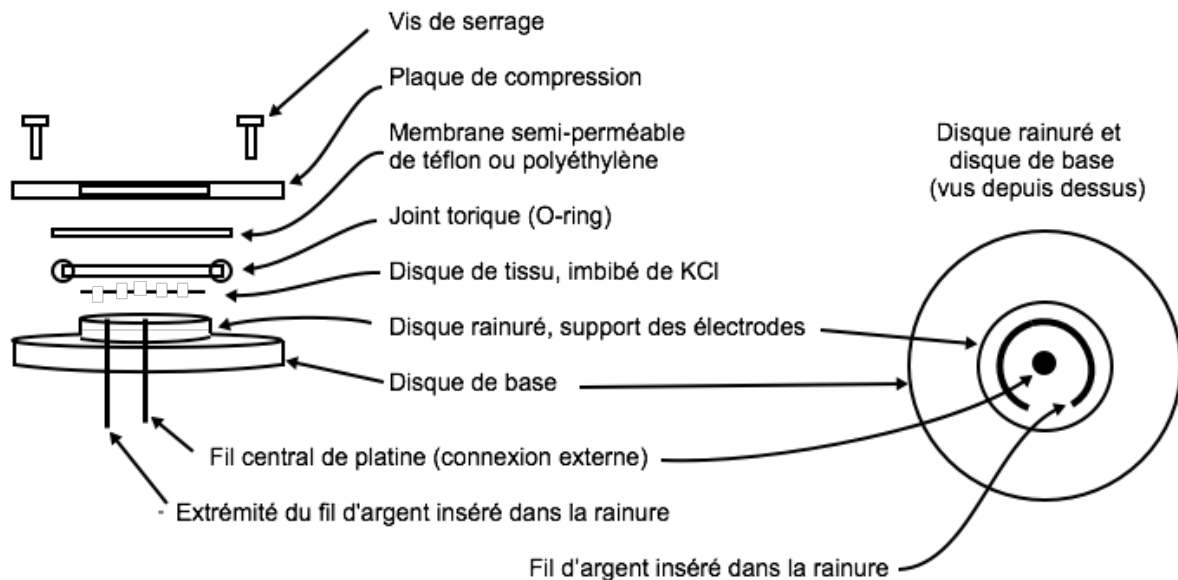 Vis de serrage
Plaque de compression
Membrane semi-perméable
de téflon ou polyéthylène
Joint torique (O-ring)
Disque de tissu, imbibé de KCl
Disque rainuré, support des électrodes
Disque de base
Fil central de platine (connexion externe)
- Extrémité du fil d'argent inséré dans la rainure
Fil d'argent inséré dans la rainure
Disque rainuré et
disque de base
(vus depuis dessus)